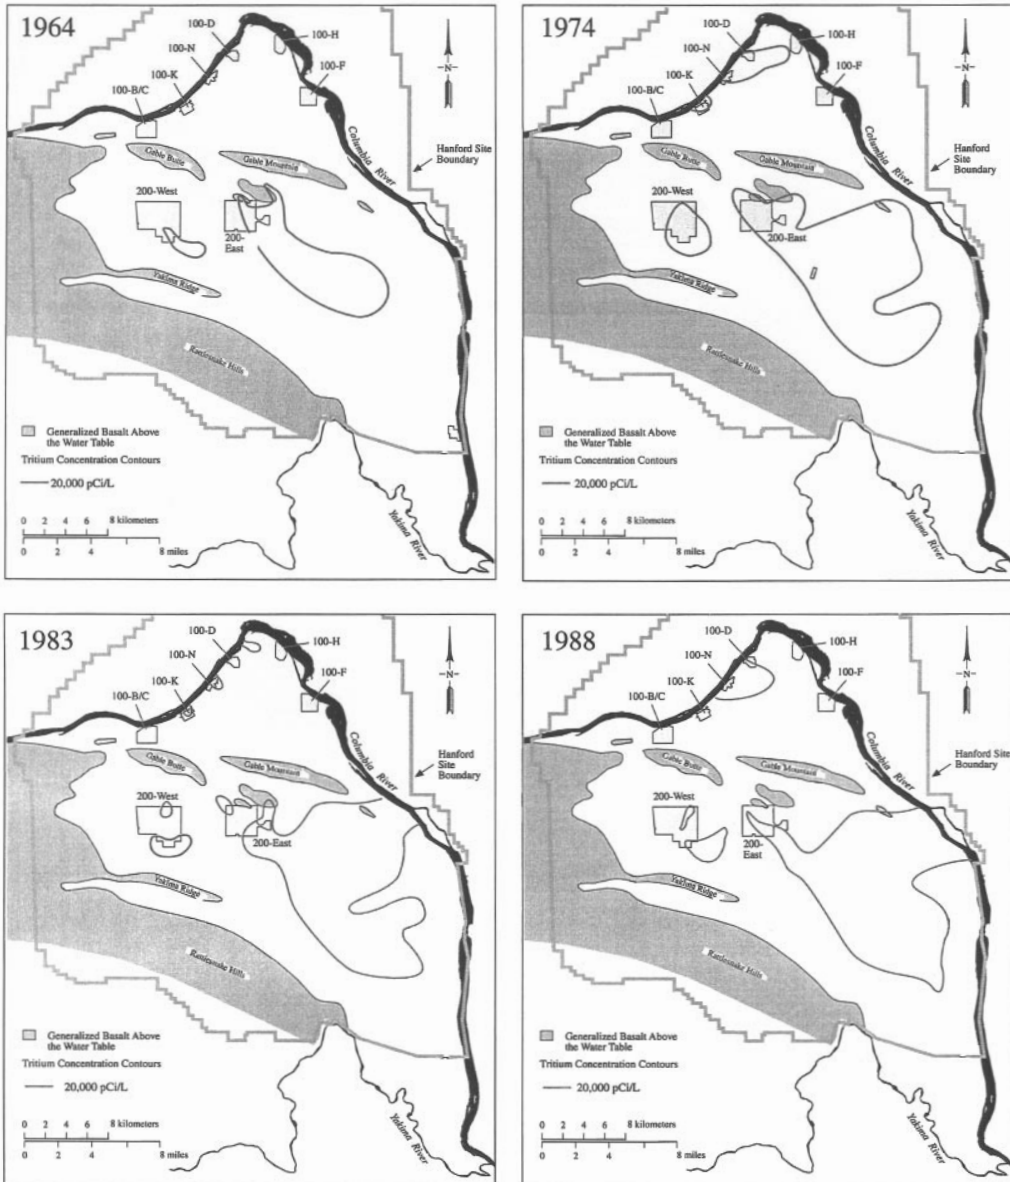 1964
100-D
100-H
100-N
100-F
100-K
100-B/C
N
Columbia River
Hanford Site
Boundary
Gable Butte
Gable Mountain
200-West
200-
East
Yakima Ridge
Rattlesnake Hills
Generalized Basalt Above
the Water Table
Tritium Concentration Contours
20,000 pCi/L
0 2 4 6 8 kilometers
0 2 4 8 miles
Yakima River
1974
100-D
100-H
100-N
100-F
100-K
100-B/C
N
Columbia River
Hanford Site
Boundary
Gable Butte
Gable Mountain
200-West
200-East
Yakima Ridge
Rattlesnake Hills
Generalized Basalt Above
the Water Table
Tritium Concentration Contours
20,000 pCi/L
0 2 4 6 8 kilometers
0 2 4 8 miles
Yakima River
1983
100-D
100-H
100-N
100-F
100-K
100-B/C
N
Columbia River
Hanford
Site
Boundary
Gable Butte
Gable Mountain
200-West
200-East
Yakima Ridge
Rattlesnake Hills
Generalized Basalt Above
the Water Table
Tritium Concentration Contours
20,000 pCi/L
0 2 4 6 8 kilometers
0 2 4 8 miles
Yakima River
1988
100-D
100-H
100-N
100-F
100-K
100-B/C
N
Columbia River
Hanford
Site
Boundary
Gable Butte
Gable Mountain
200-West
200-
East
Yakima Ridge
Rattlesnake Hills
Generalized Basalt Above
the Water Table
Tritium Concentration Contours
20,000 pCi/L
0 2 4 6 8 kilometers
0 2 4 8 miles
Yakima River